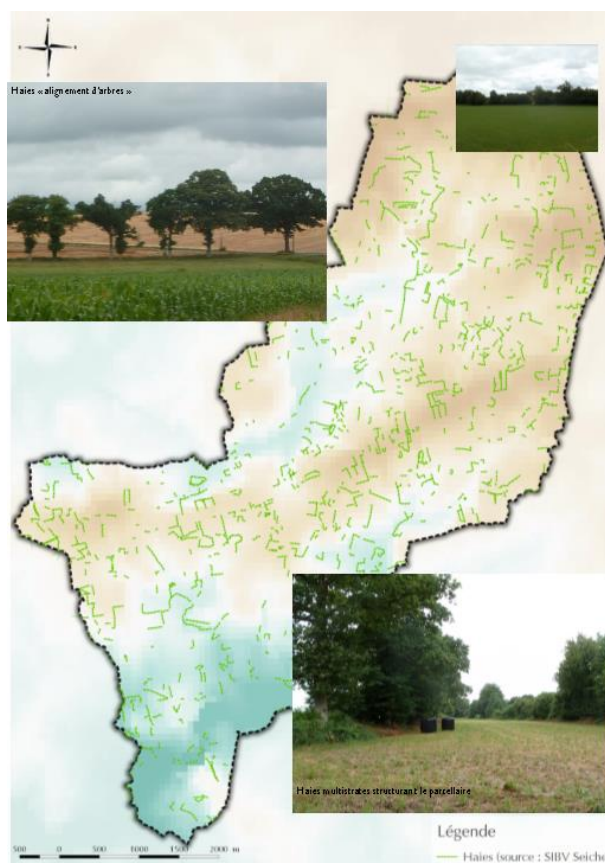 Haies « alignement d'arbres »
Haies multistrates structurant le parcellaire
500 0 500 1000 1500 2000 m
Légende
Haies (source : SIBV Seiche